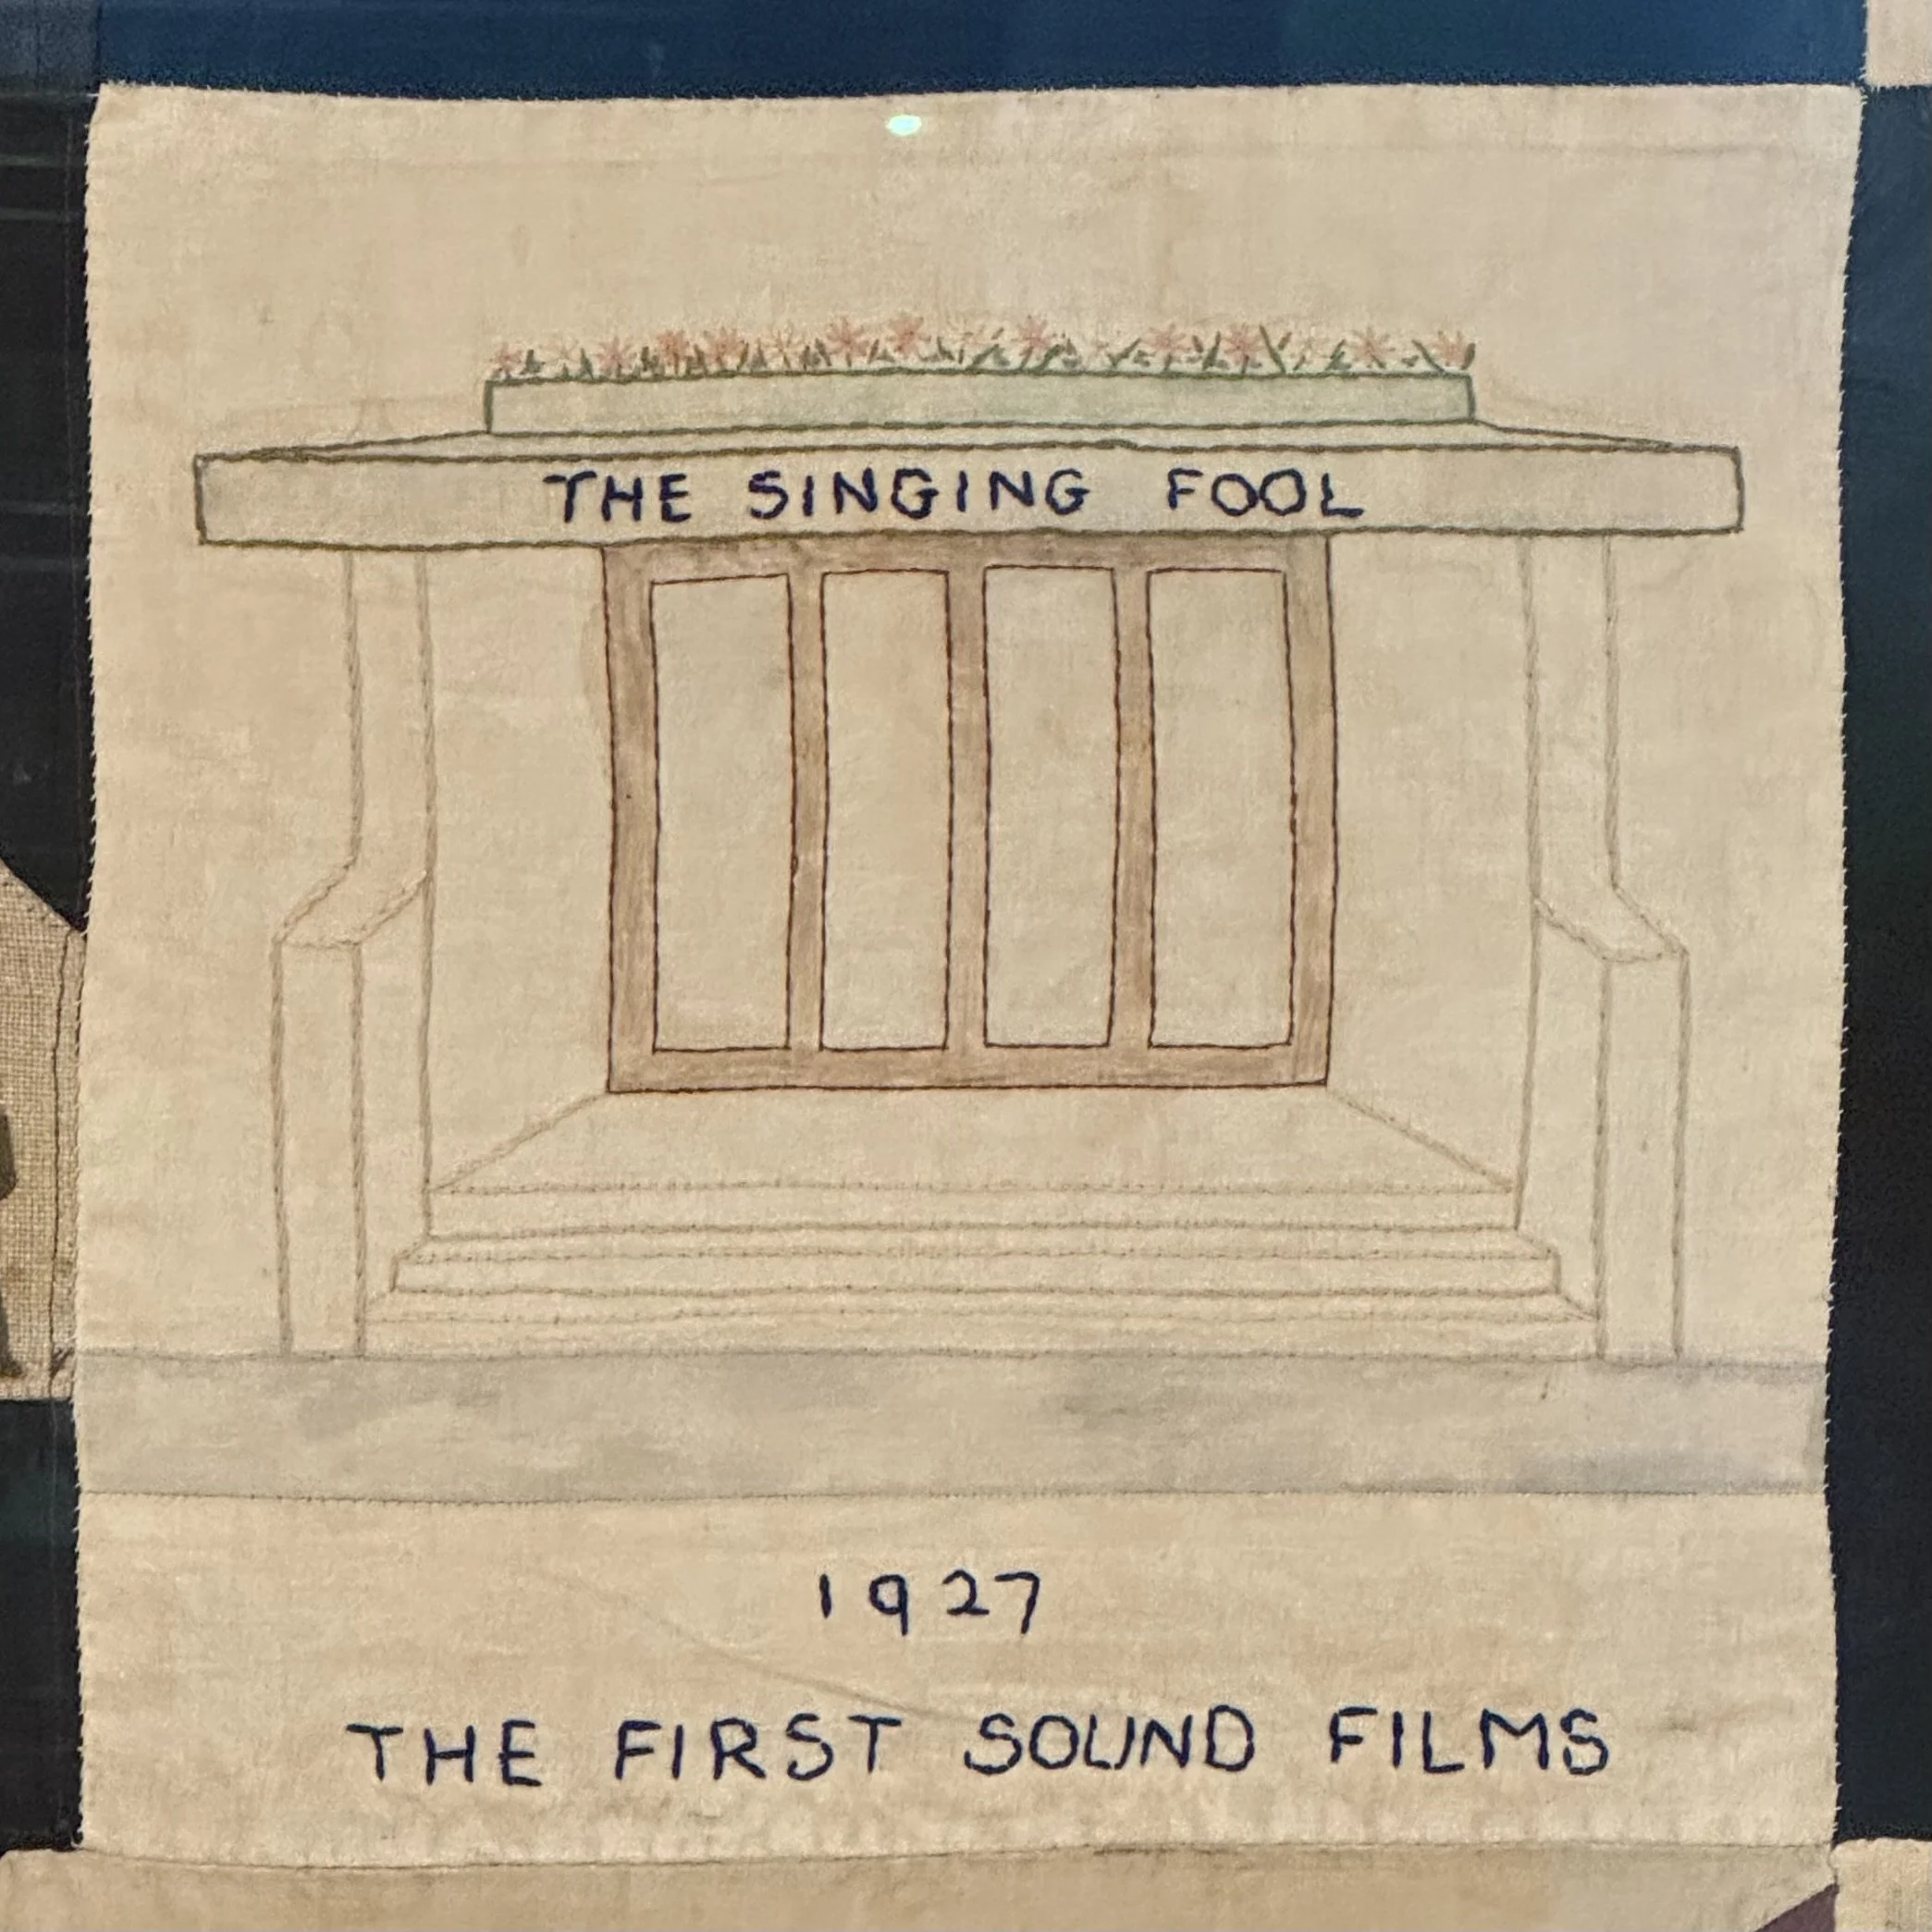 THE SINGING FOOL
1927
THE FIRST SOUND FILMS